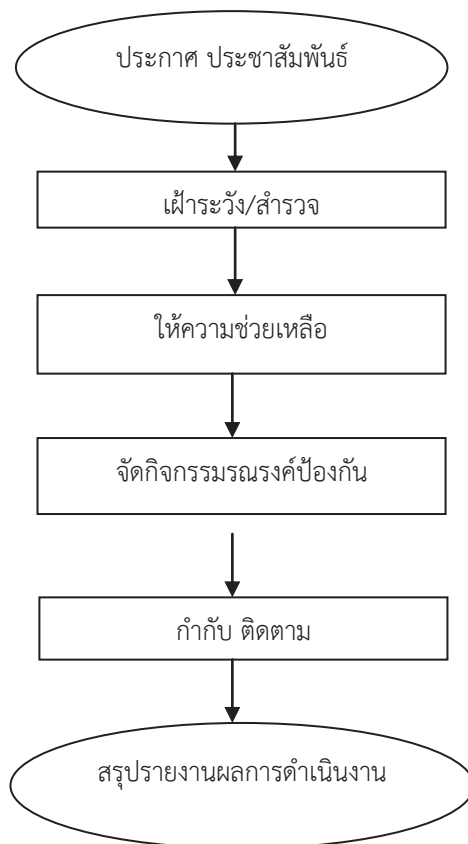 ประกาศ ประชาสัมพันธ์
เฝ้าระวัง/สำรวจ
ให้ความช่วยเหลือ
จัดกิจกรรมรณรงค์ป้องกัน
กำกับ ติดตาม
สรุปรายงานผลการดำเนินงาน